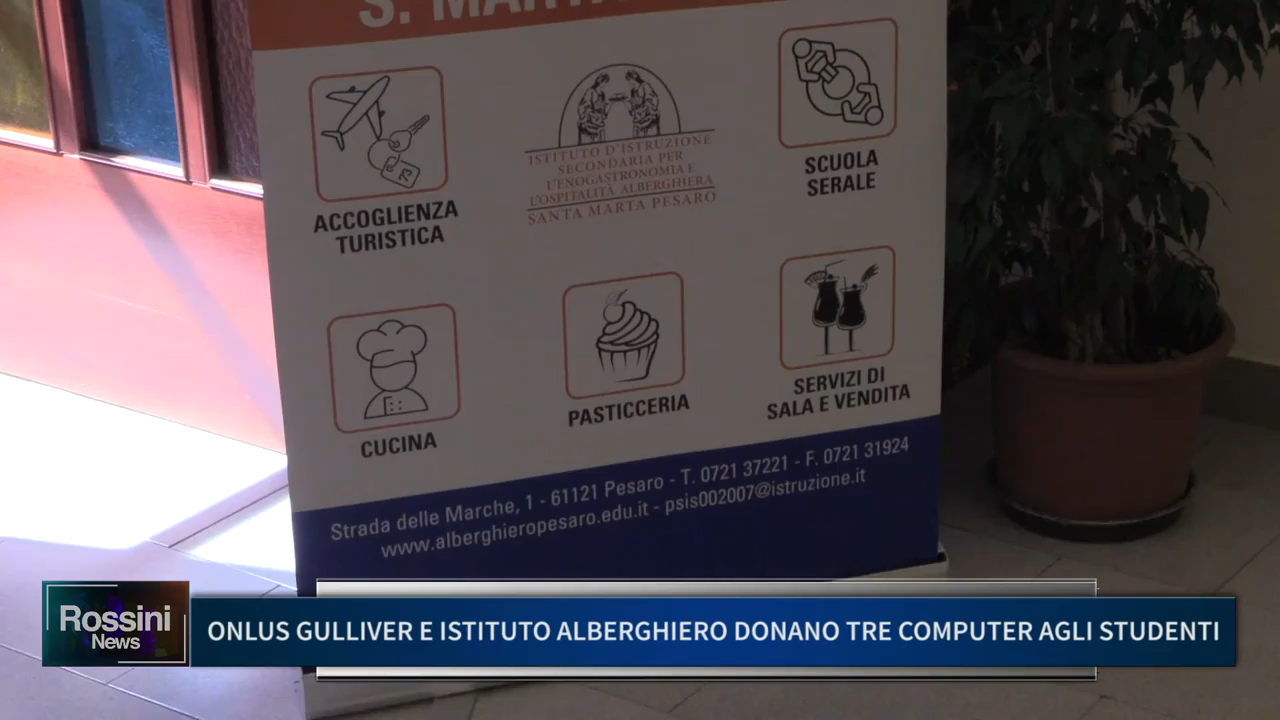 S. MARTA
ACCOGLIENZA
TURISTICA
ISTITUTO D'ISTRUZIONE
SECONDARIA PER
L'ENOGASTRONOMIA E
L'OSPITALITÀ ALBERGHIERA
SANTA MARTA PESARO
SCUOLA
SERALE
73
CUCINA
PASTICCERIA
SERVIZI DI
SALA E VENDITA
Strada delle Marche, 1 - 61121 Pesaro - T. 0721 37221 - F. 0721 31924
www.alberghieropesaro.edu.it - psis002007@istruzione.it
Rossini
News
ONLUS GULLIVER E ISTITUTO ALBERGHIERO DONANO TRE COMPUTER AGLI STUDENTI